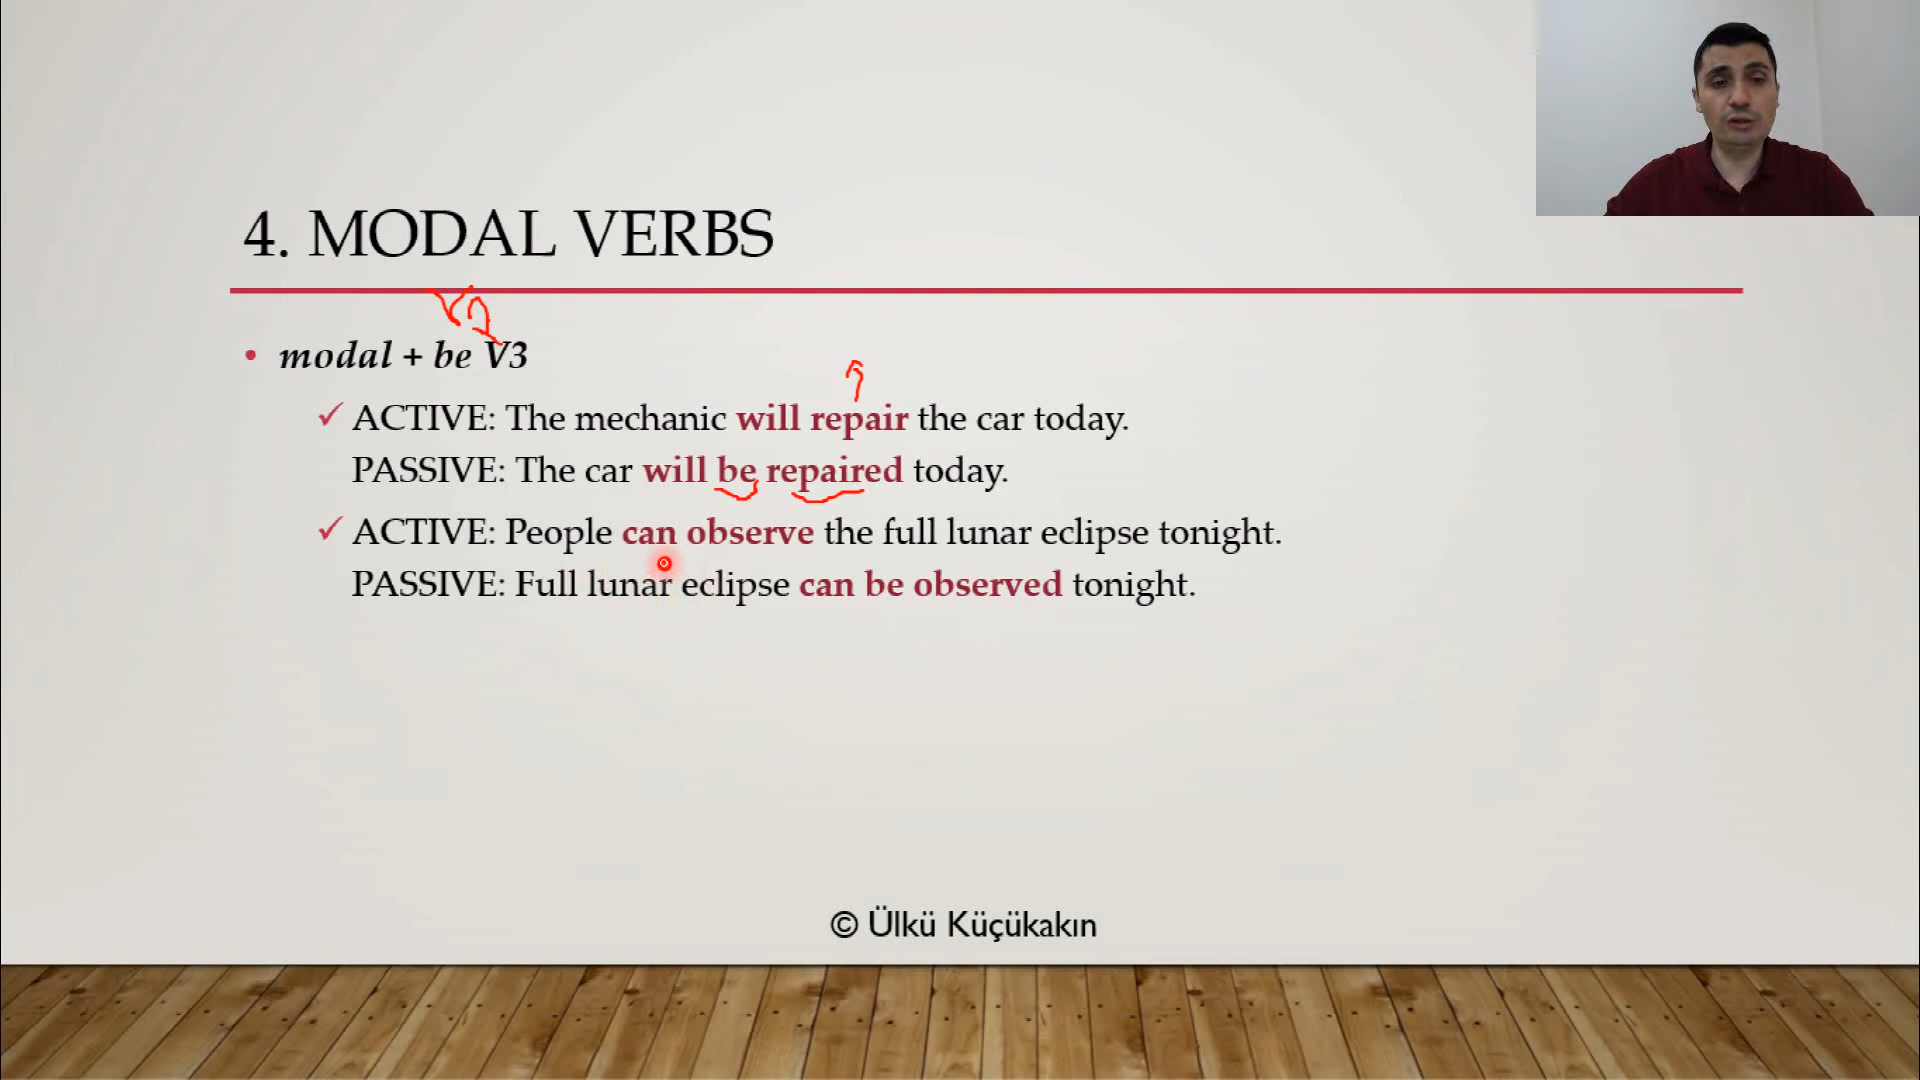 4. MODAL VERBS
• modal + be V3
✓ ACTIVE: The mechanic will repair the car today.
PASSIVE: The car will be repaired today.
✓ ACTIVE: People can observe the full lunar eclipse tonight.
PASSIVE: Full lunar eclipse can be observed tonight.
© Ülkü Küçükakın